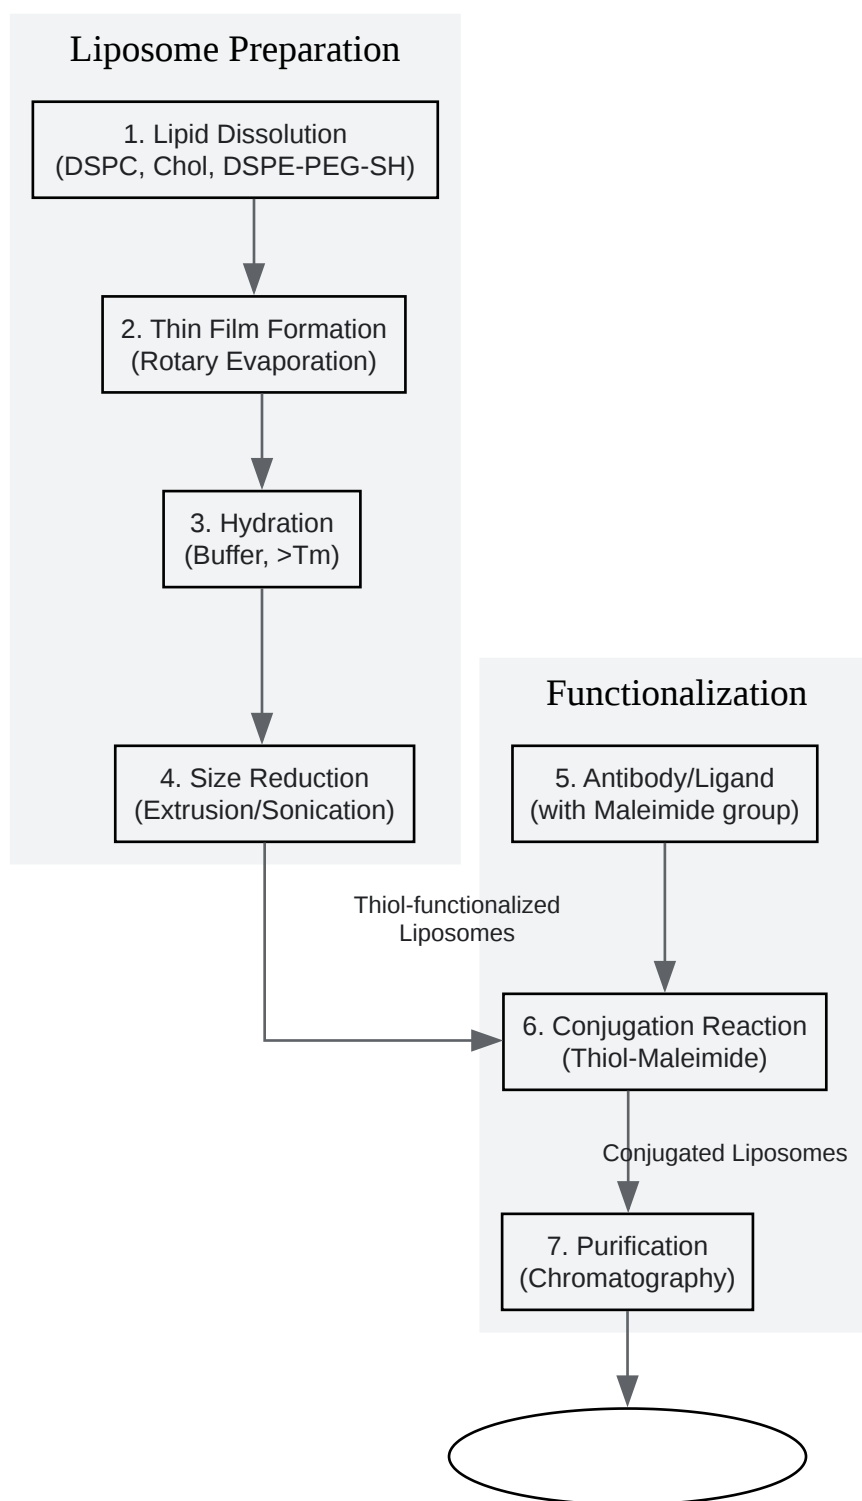 Liposome Preparation
1. Lipid Dissolution
(DSPC, Chol, DSPE-PEG-SH)
2. Thin Film Formation
(Rotary Evaporation)
3. Hydration
(Buffer, >Tm)
4. Size Reduction
(Extrusion/Sonication)
Functionalization
5. Antibody/Ligand
(with Maleimide group)
Thiol-functionalized
Liposomes
6. Conjugation Reaction
(Thiol-Maleimide)
Conjugated Liposomes
7. Purification
(Chromatography)